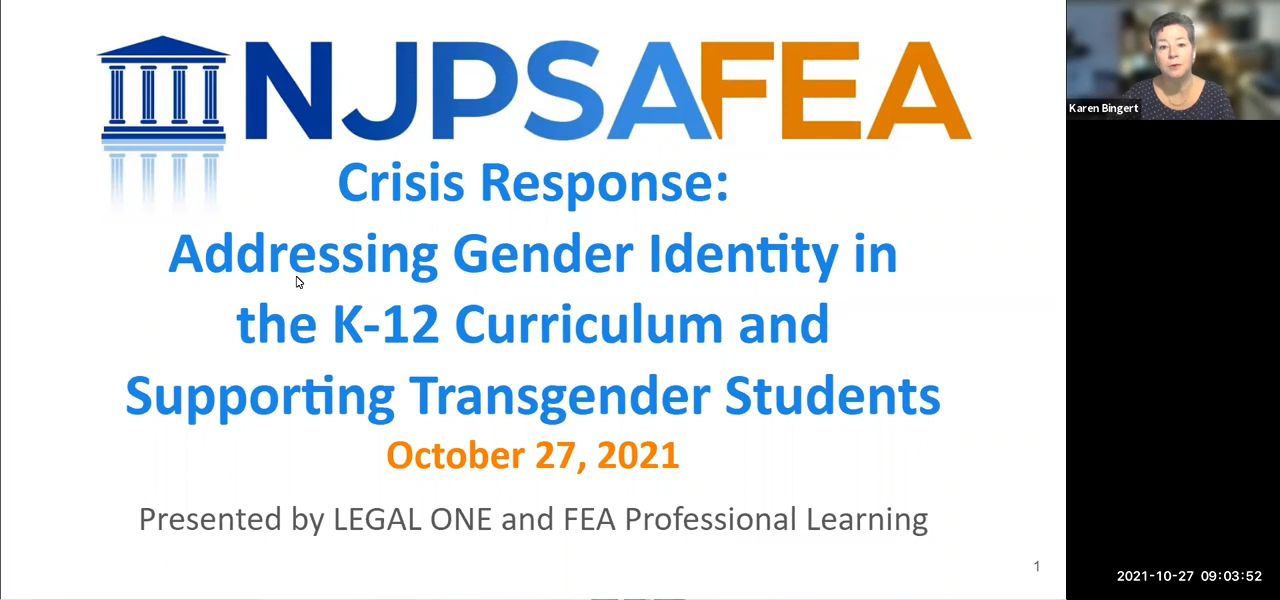 NJPSAFEA
Crisis Response:
Addressing Gender Identity in
the K-12 Curriculum and
Supporting Transgender Students
October 27, 2021
Presented by LEGAL ONE and FEA Professional Learning
1
Karen Bingert
2021-10-27 09:03:52